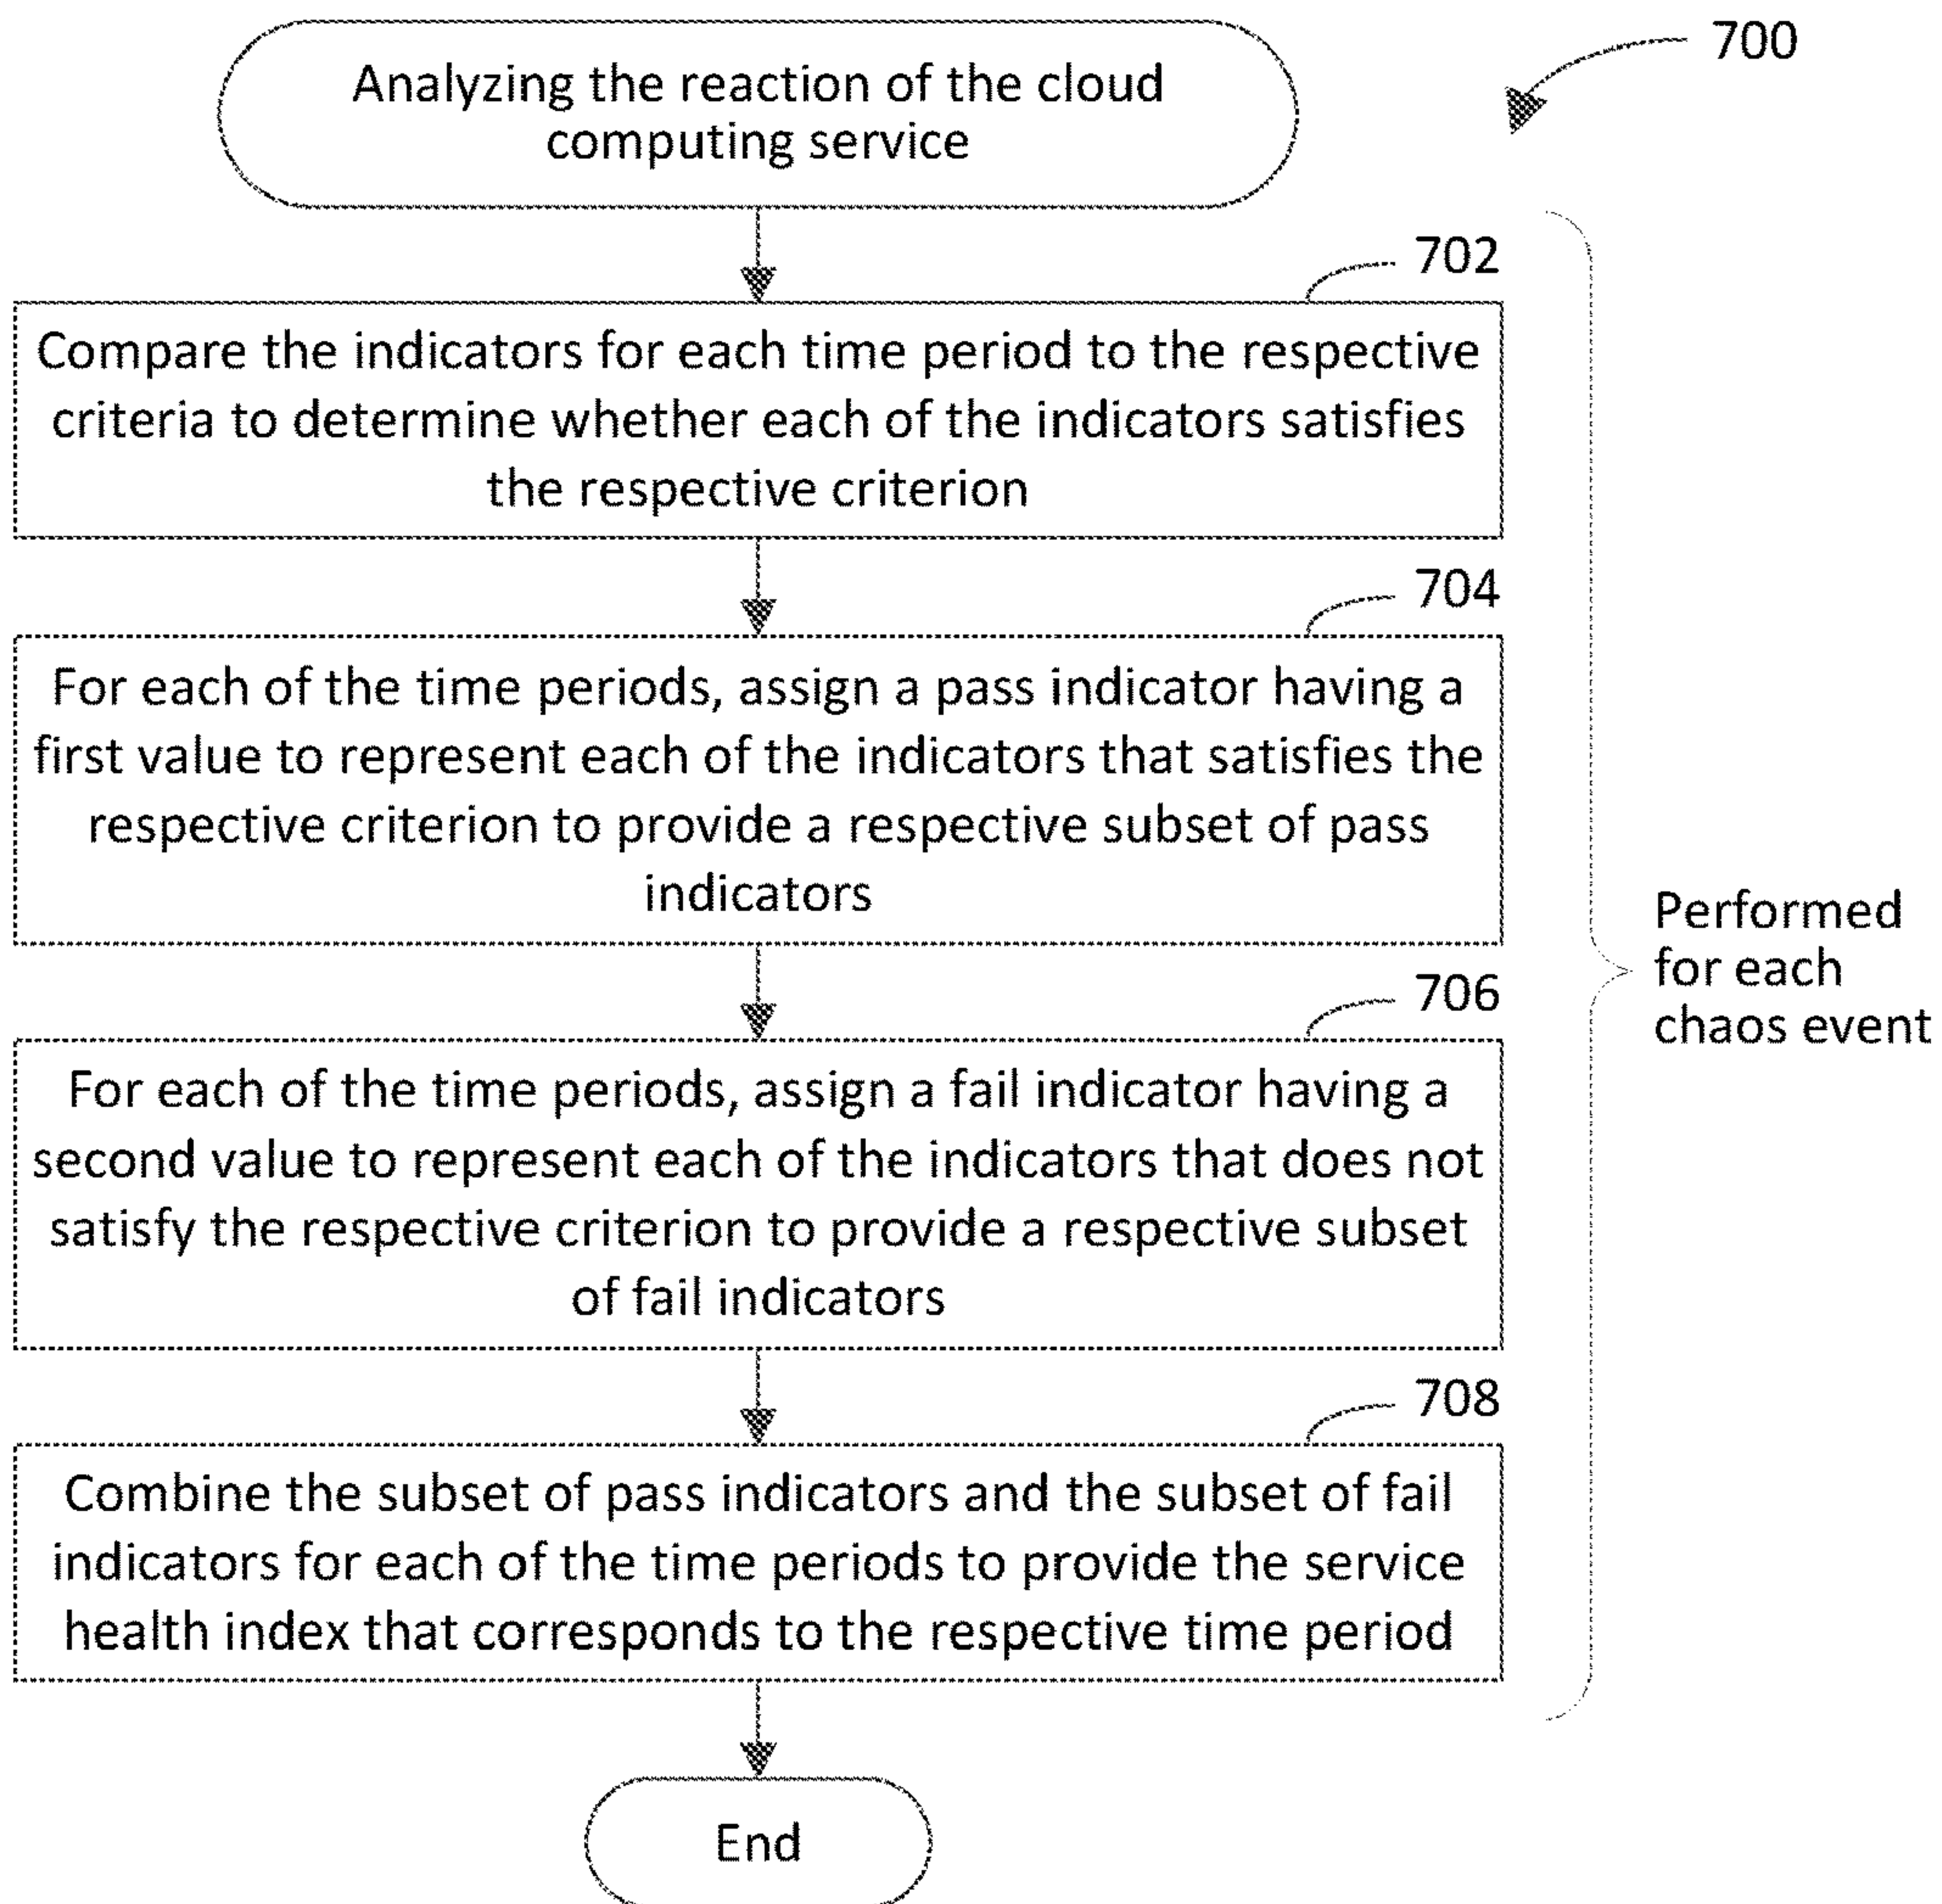 Analyzing the reaction of the cloud
computing service
700
702
Compare the indicators for each time period to the respective
criteria to determine whether each of the indicators satisfies
the respective criterion
704
For each of the time periods, assign a pass indicator having a
first value to represent each of the indicators that satisfies the
respective criterion to provide a respective subset of pass
indicators
Performed
for each
chaos event
706
For each of the time periods, assign a fail indicator having a
second value to represent each of the indicators that does not
satisfy the respective criterion to provide a respective subset
of fail indicators
708
Combine the subset of pass indicators and the subset of fail
indicators for each of the time periods to provide the service
health index that corresponds to the respective time period
End